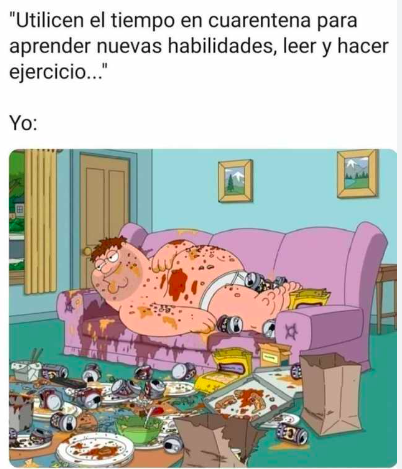 "Utilicen el tiempo en cuarentena para
aprender nuevas habilidades, leer y hacer
ejercicio..."
Yo: